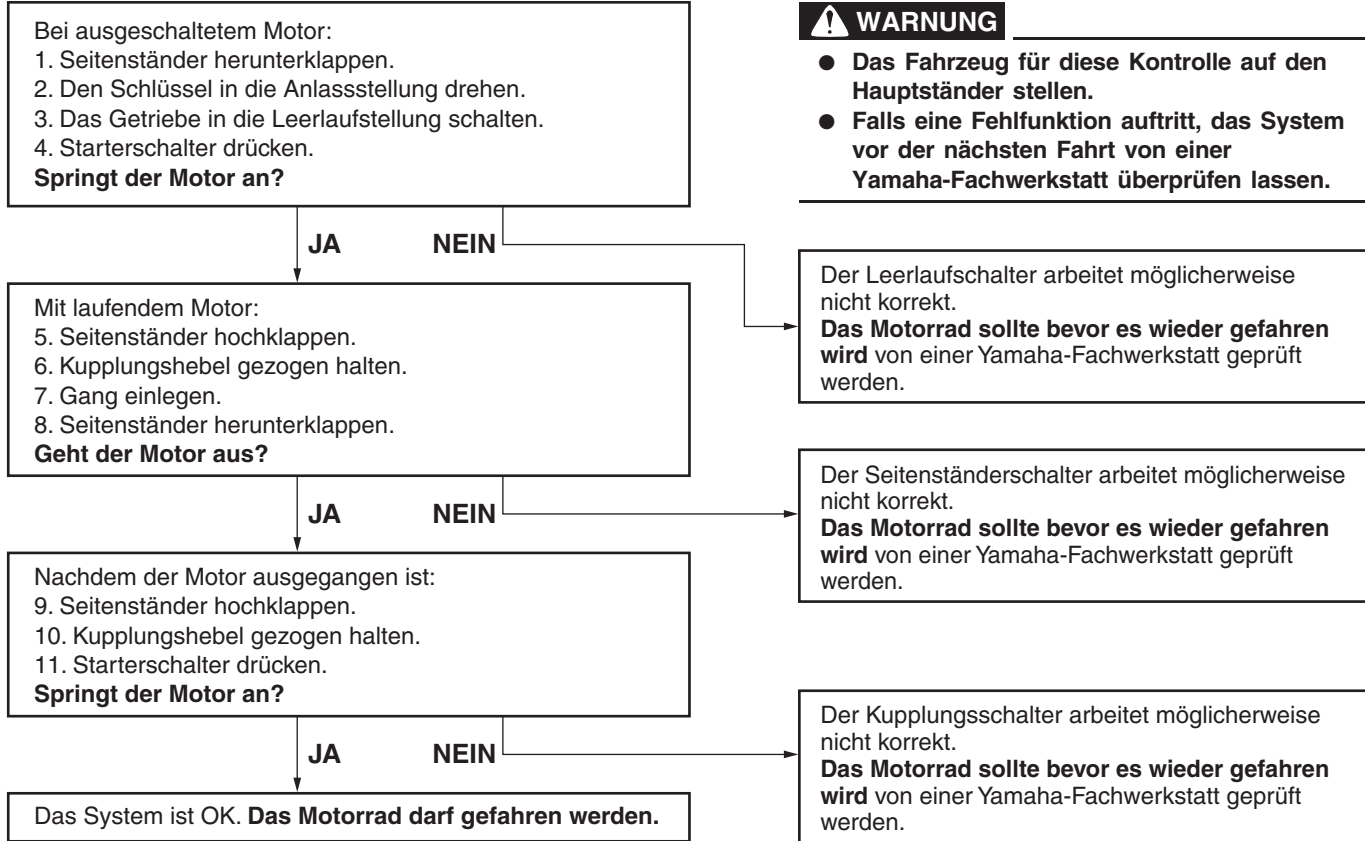 Bei ausgeschaltetem Motor:
1. Seitenständer herunterklappen.
2. Den Schlüssel in die Anlassstellung drehen.
3. Das Getriebe in die Leerlaufstellung schalten.
4. Starterschalter drücken.
Springt der Motor an?
WARNUNG
● Das Fahrzeug für diese Kontrolle auf den
Hauptständer stellen.
● Falls eine Fehlfunktion auftritt, das System
vor der nächsten Fahrt von einer
Yamaha-Fachwerkstatt überprüfen lassen.
JA NEIN
Der Leerlaufschalter arbeitet möglicherweise
nicht korrekt.
Das Motorrad sollte bevor es wieder gefahren
wird von einer Yamaha-Fachwerkstatt geprüft
werden.
Mit laufendem Motor:
5. Seitenständer hochklappen.
6. Kupplungshebel gezogen halten.
7. Gang einlegen.
8. Seitenständer herunterklappen.
Geht der Motor aus?
JA NEIN
Der Seitenständerschalter arbeitet möglicherweise
nicht korrekt.
Das Motorrad sollte bevor es wieder gefahren
wird von einer Yamaha-Fachwerkstatt geprüft
werden.
Nachdem der Motor ausgegangen ist:
9. Seitenständer hochklappen.
10. Kupplungshebel gezogen halten.
11. Starterschalter drücken.
Springt der Motor an?
JA NEIN
Der Kupplungsschalter arbeitet möglicherweise
nicht korrekt.
Das Motorrad sollte bevor es wieder gefahren
wird von einer Yamaha-Fachwerkstatt geprüft
werden.
Das System ist OK. Das Motorrad darf gefahren werden.